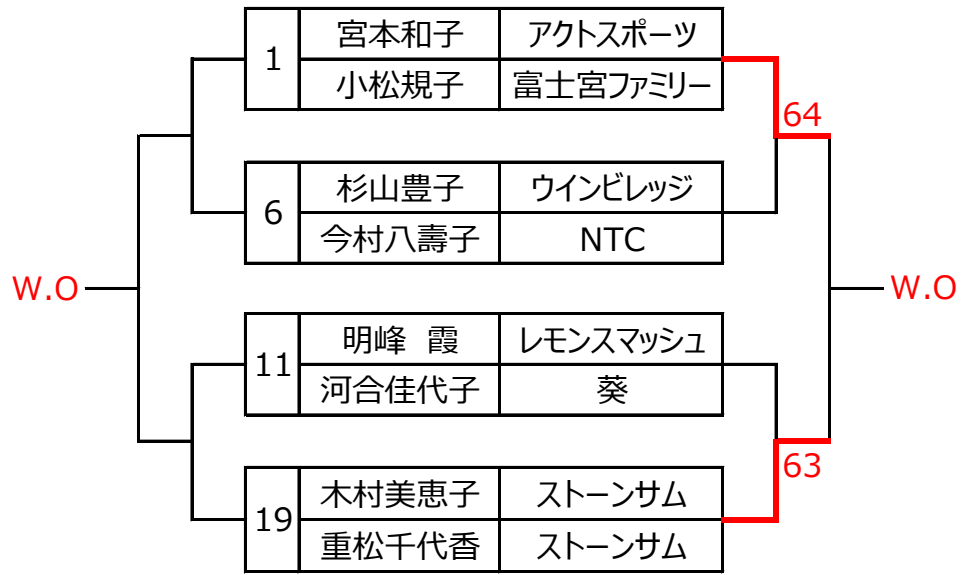 1 宮本和子 アクトスポーツ
小松規子 富士宮ファミリー
64
6 杉山豊子 ウインビレッジ
今村八壽子 NTC
W.O W.O
11 明峰 霞 レモンスマッシュ
河合佳代子 葵
63
19 木村美恵子 ストーンサム
重松千代香 ストーンサム